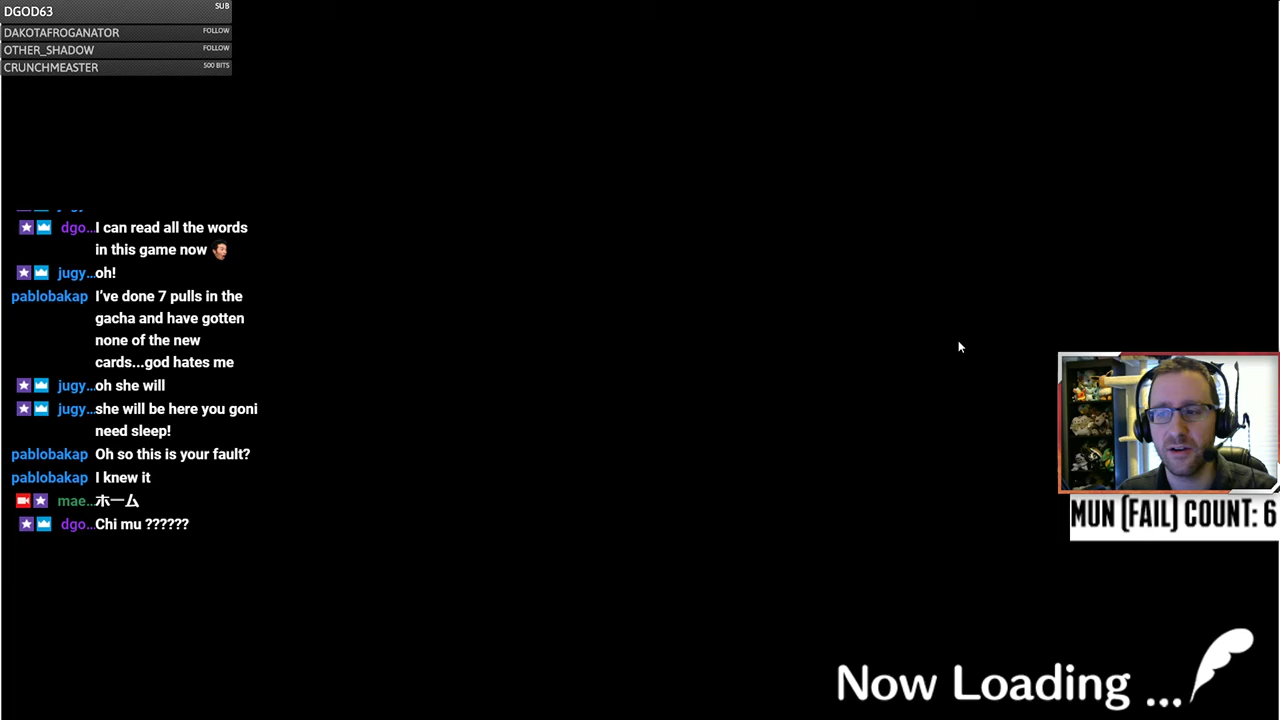 DGOD63 SUB
DAKOTAFROGANATOR FOLLOW
OTHER_SHADOW FOLLOW
CRUNCHMEASTER 500 BITS
dgo... I can read all the words
in this game now
jugy... oh!
pablobakap I've done 7 pulls in the
gacha and have gotten
none of the new
cards...god hates me
jugy... oh she will
jugy... she will be here you goni
need sleep!
pablobakap Oh so this is your fault?
pablobakap I knew it
mae... ホーム
dgo... Chi mu ??????
MUN (FAIL) COUNT: 6
Now Loading ...